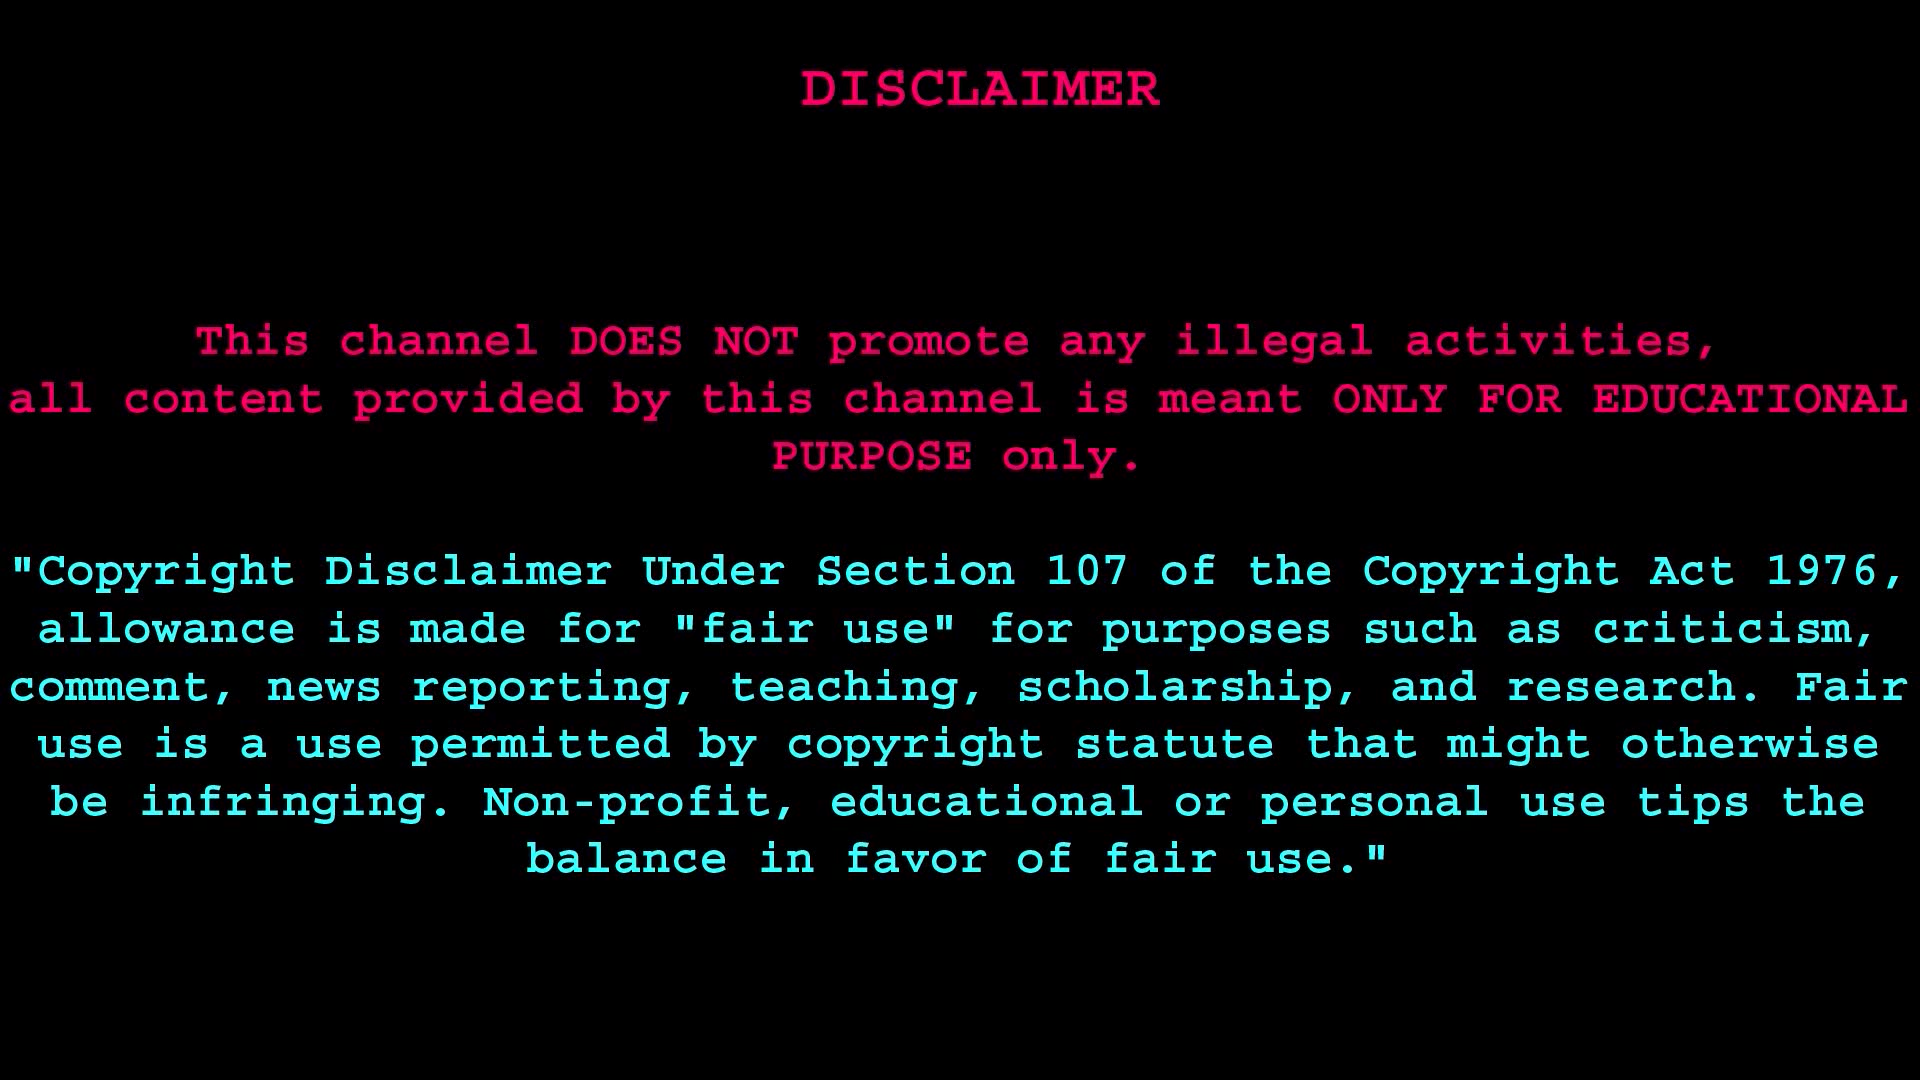 DISCLAIMER
This channel DOES NOT promote any illegal activities,
all content provided by this channel is meant ONLY FOR EDUCATIONAL
PURPOSE only.
"Copyright Disclaimer Under Section 107 of the Copyright Act 1976,
allowance is made for "fair use" for purposes such as criticism,
comment, news reporting, teaching, scholarship, and research. Fair
use is a use permitted by copyright statute that might otherwise
be infringing. Non-profit, educational or personal use tips the
balance in favor of fair use."